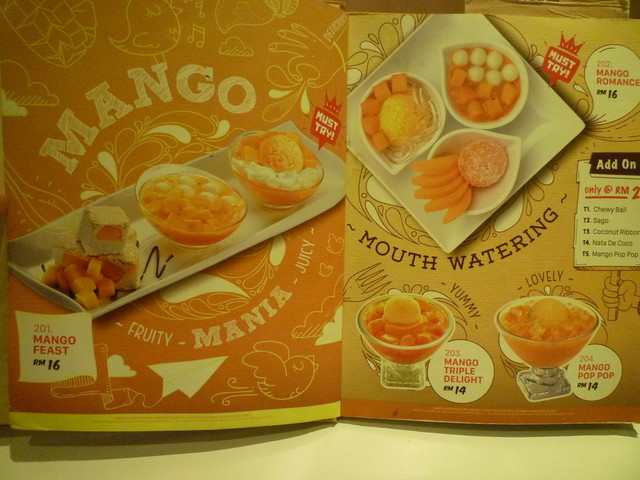 MANGO
MUST
TRY!
JUICY ~
~ FRUITY ~
MANIA
201.
MANGO
FEAST
RM 16
MUST
TRY!
202.
MANGO
ROMANCE
RM 16
Add On
only @ RM 2
T1. Chewy Ball
T2. Sago
T3. Coconut Ribbon
T4. Nata De Coco
T5. Mango Pop Pop
~ MOUTH WATERING ~
~ YUMMY ~
~ LOVELY ~
203.
MANGO
TRIPLE
DELIGHT
RM 14
204.
MANGO
POP POP
RM 14